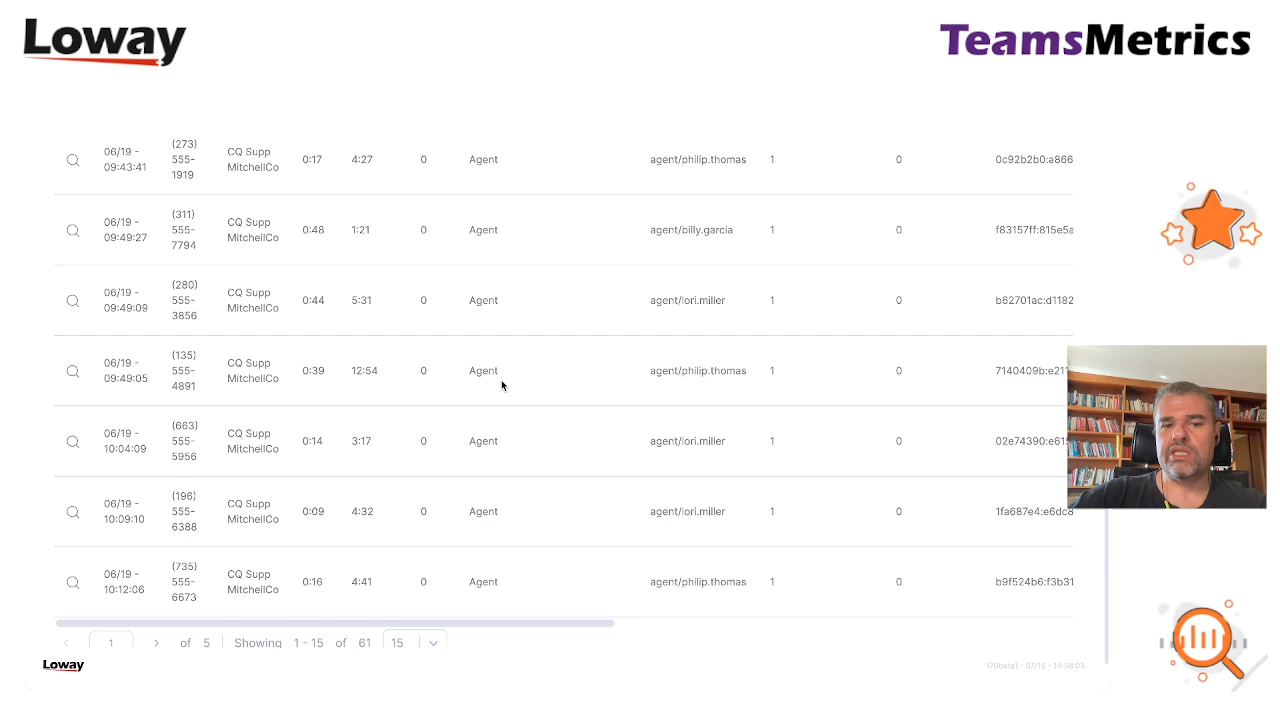 Loway
TeamsMetrics
06/19 - 09:43:41 (273) 555-1919 CQ Supp MitchellCo 0:17 4:27 0 Agent agent/philip.thomas 1 0 0c92b2b0:a866
06/19 - 09:49:27 (311) 555-7794 CQ Supp MitchellCo 0:48 1:21 0 Agent agent/billy.garcia 1 0 f83157ff:815e5a
06/19 - 09:49:09 (280) 555-3856 CQ Supp MitchellCo 0:44 5:31 0 Agent agent/lori.miller 1 0 b62701ac:d1182
06/19 - 09:49:05 (135) 555-4891 CQ Supp MitchellCo 0:39 12:54 0 Agent agent/philip.thomas 1 0 7140409b:e21
06/19 - 10:04:09 (663) 555-5956 CQ Supp MitchellCo 0:14 3:17 0 Agent agent/lori.miller 1 0 02e74390:e61
06/19 - 10:09:10 (196) 555-6388 CQ Supp MitchellCo 0:09 4:32 0 Agent agent/lori.miller 1 0 1fa687e4:e6dc8
06/19 - 10:12:06 (735) 555-6673 CQ Supp MitchellCo 0:16 4:41 0 Agent agent/philip.thomas 1 0 b9f524b6:f3b31
1 of 5 Showing 1 - 15 of 61 15
Loway
170beta1 - 07/15 - 14:58:03